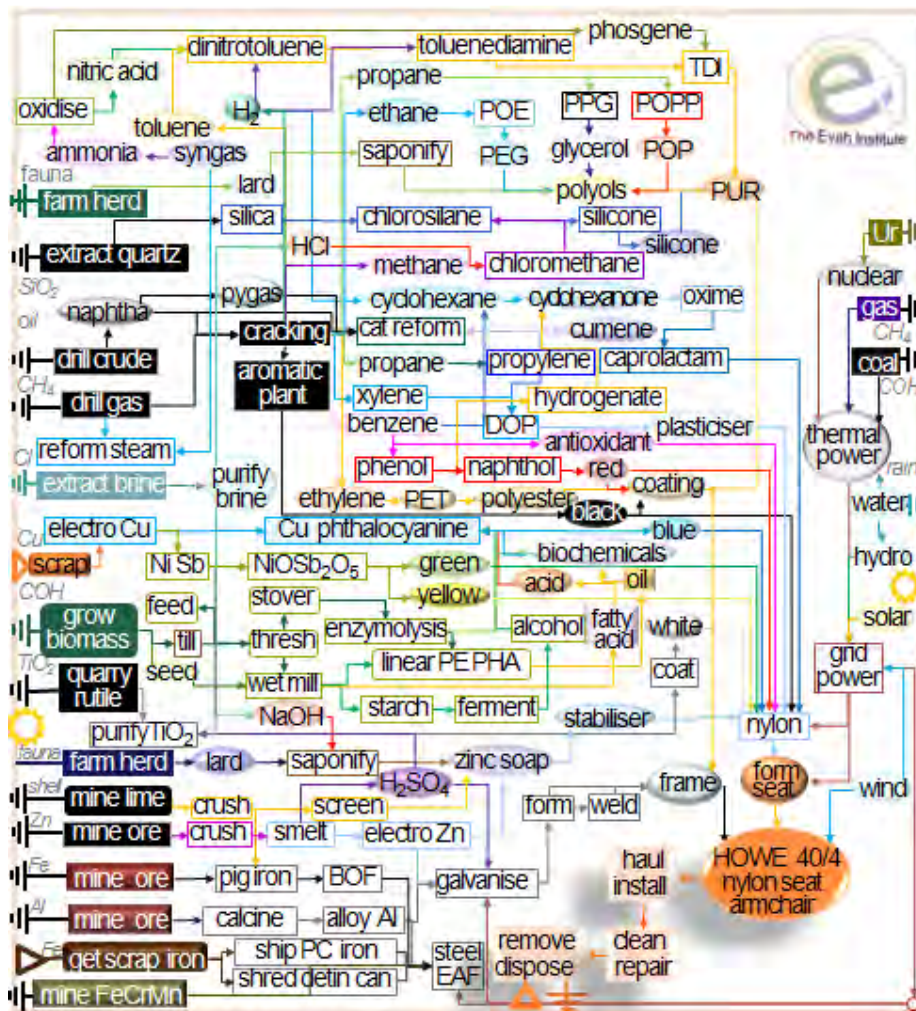 phosgene
dinitrotoluene
toluenediamine
nitric acid
TDI
propane
oxidise
H2
ethane
POE
PPG
POPP
toluene
The Evah Institute
ammonia
syngas
saponify
PEG
glycerol
POP
fauna
lard
polyols
PUR
farm herd
silica
chlorosilane
silicone
Ur
extract quartz
HCl
silicone
methane
chloromethane
nuclear
SiO2
pygas
cyclohexane
cyclohexanone
oxime
gas
naphtha
oil
cracking
cat reform
cumene
CH4
drill crude
propane
propylene
caprolactam
coal
aromatic
plant
COH
CH4
drill gas
xylene
hydrogenate
benzene
DOP
plasticiser
thermal
power
reform steam
antioxidant
Cl
phenol
naphthol
red
rain
extract brine
purify
brine
ethylene
PET
polyester
coating
water
black
electro Cu
Cu phthalocyanine
blue
Cu
biochemicals
hydro
scrap
Ni Sb
NiOSb2O5
green
acid
oil
COH
yellow
grow
biomass
feed
stover
enzymolysis
alcohol
fatty
acid
white
solar
till
thresh
linear PE PHA
grid
power
TiO2
seed
quarry
rutile
wet mill
coat
starch
ferment
NaOH
stabiliser
nylon
purifyTiO2
fauna
farm herd
lard
saponify
zinc soap
H2SO4
frame
form
seat
wind
shell
mine lime
crush
screen
form
weld
Zn
mine ore
crush
smelt
electro Zn
HOWE 40/4
nylon seat
armchair
haul
install
Fe
mine ore
pig iron
BOF
galvanise
Al
mine ore
calcine
alloy Al
clean
repair
remove
dispose
Fe
get scrap iron
ship PC iron
shred detin can
steel
EAF
mine FeCrMn